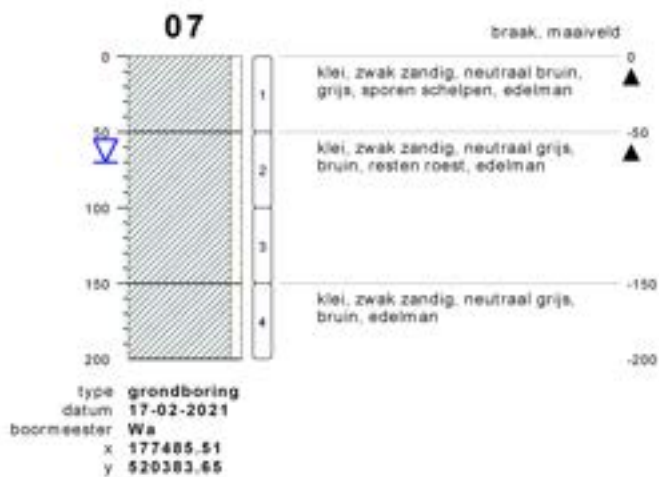 07
braak, maaiveld
0
0
klei, zwak zandig, neutraal bruin,
grijs, sporen schelpen, edelman
1
50
-50
klei, zwak zandig, neutraal grijs,
bruin, resten roest, edelman
2
100
3
150
-150
klei, zwak zandig, neutraal grijs,
bruin, edelman
4
200
-200
type grondboring
datum 17-02-2021
boormeester Wa
x 177485.51
y 520383.65